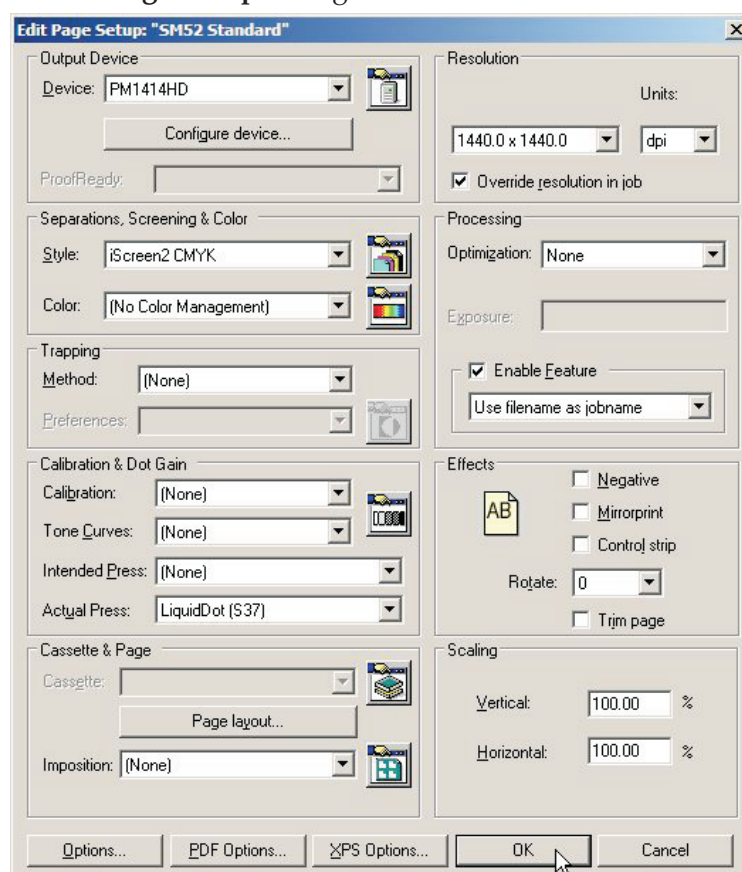 Edit Page Setup: "SM52 Standard"
Output Device
Device: PM1414HD
Configure device...
ProofReady:
Separations, Screening & Color
Style: iScreen2 CMYK
Color: (No Color Management)
Trapping
Method: (None)
Preferences:
Calibration & Dot Gain
Calibration: (None)
Tone Curves: (None)
Intended Press: (None)
Actual Press: LiquidDot (S37)
Cassette & Page
Cassette:
Page layout...
Imposition: (None)
Resolution
Units:
1440.0 x 1440.0 dpi
Override resolution in job
Processing
Optimization: None
Exposure:
Enable Feature
Use filename as jobname
Effects
AB
Negative
Mirrorprint
Control strip
Rotate: 0
Trim page
Scaling
Vertical: 100.00 %
Horizontal: 100.00 %
Options... PDF Options... XPS Options... OK Cancel